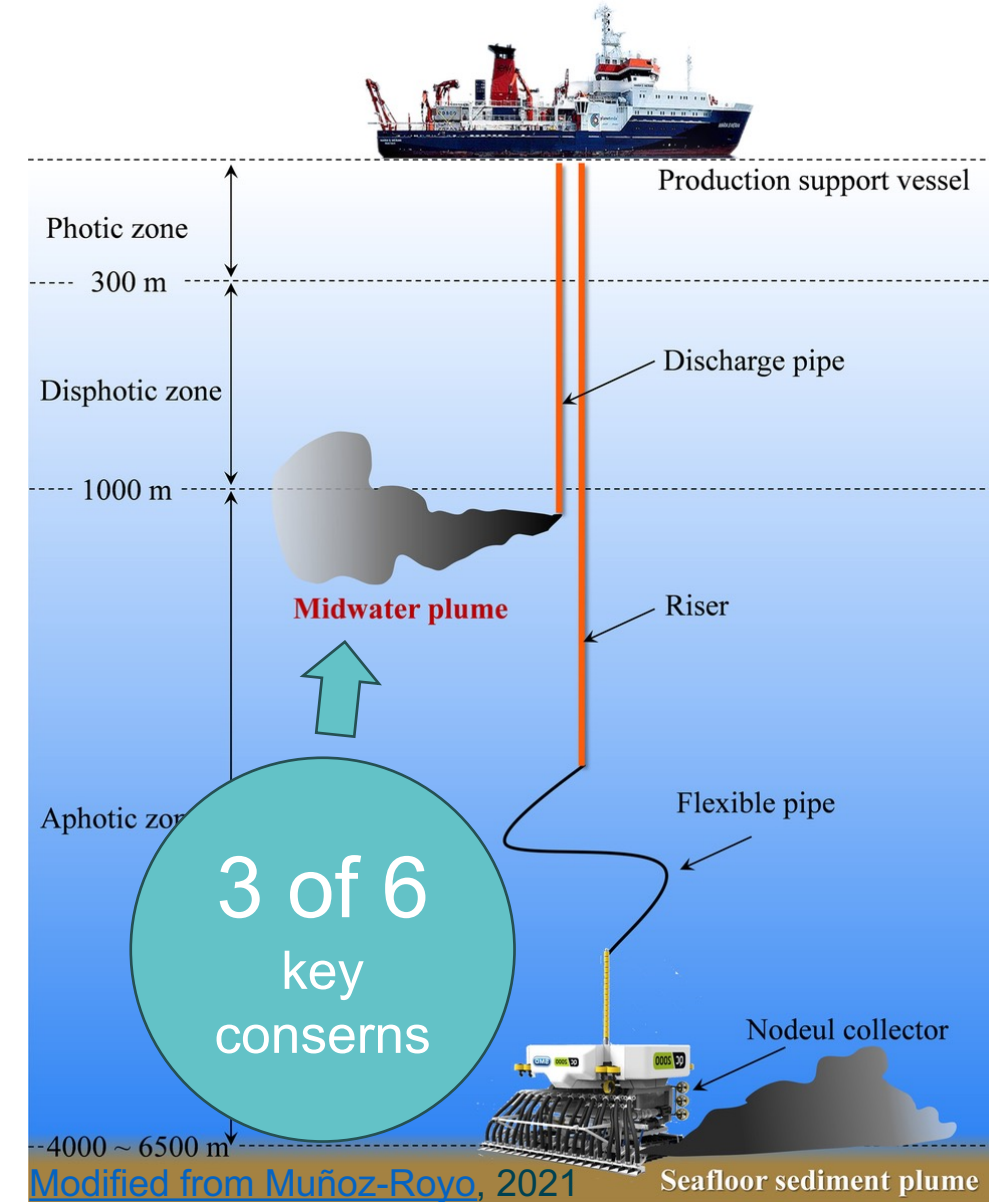 Production support vessel
Photic zone
300 m
Discharge pipe
Disphotic zone
1000 m
Midwater plume
Riser
Flexible pipe
Aphotic zon
3 of 6
key
conserns
Nodeul collector
4000 ~ 6500 m
Modified from Muñoz-Royo, 2021
Seafloor sediment plume